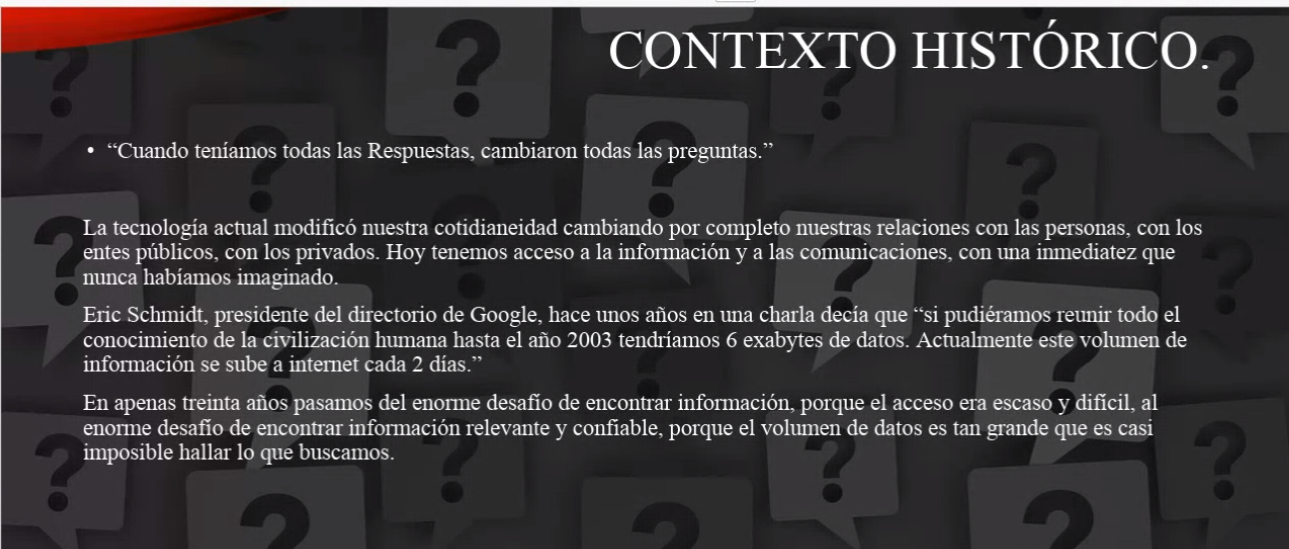 CONTEXTO HISTÓRICO.
• “Cuando teníamos todas las Respuestas, cambiaron todas las preguntas.”
La tecnología actual modificó nuestra cotidianeidad cambiando por completo nuestras relaciones con las personas, con los
entes públicos, con los privados. Hoy tenemos acceso a la información y a las comunicaciones, con una inmediatez que
nunca habíamos imaginado.
Eric Schmidt, presidente del directorio de Google, hace unos años en una charla decía que “si pudiéramos reunir todo el
conocimiento de la civilización humana hasta el año 2003 tendríamos 6 exabytes de datos. Actualmente este volumen de
información se sube a internet cada 2 días.”
En apenas treinta años pasamos del enorme desafío de encontrar información, porque el acceso era escaso y difícil, al
enorme desafío de encontrar información relevante y confiable, porque el volumen de datos es tan grande que es casi
imposible hallar lo que buscamos.